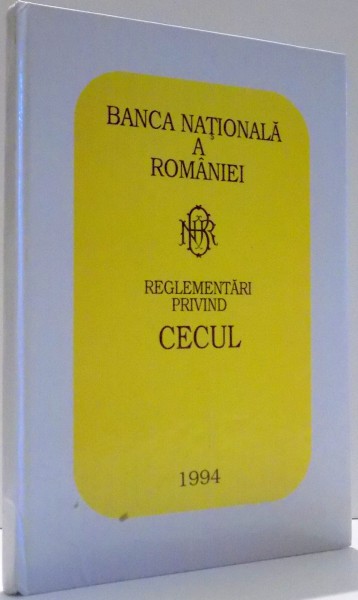 BANCA NAȚIONALĂ
A
ROMÂNIEI
BNR
REGLEMENTĂRI
PRIVIND
CECUL
1994